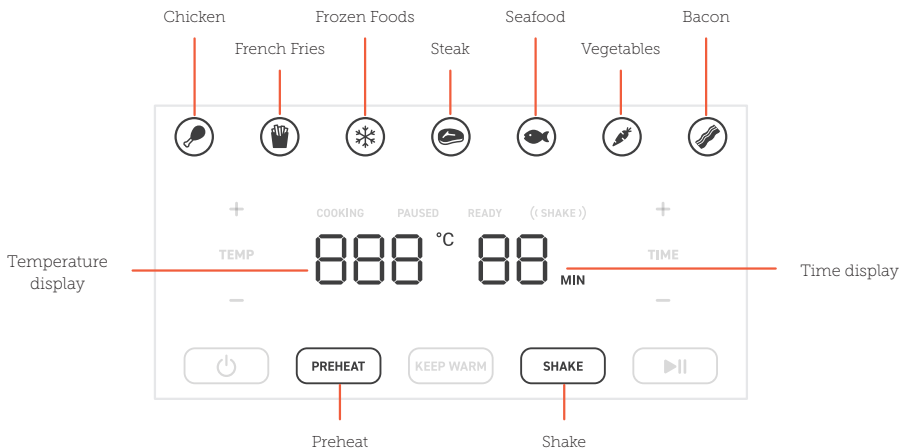 Chicken
Frozen Foods
Seafood
Bacon
French Fries
Steak
Vegetables
COOKING PAUSED READY ((SHAKE))
TEMP
888 °C 88 MIN
TIME
Temperature
display
Time display
PREHEAT
KEEP WARM
SHAKE
Preheat
Shake